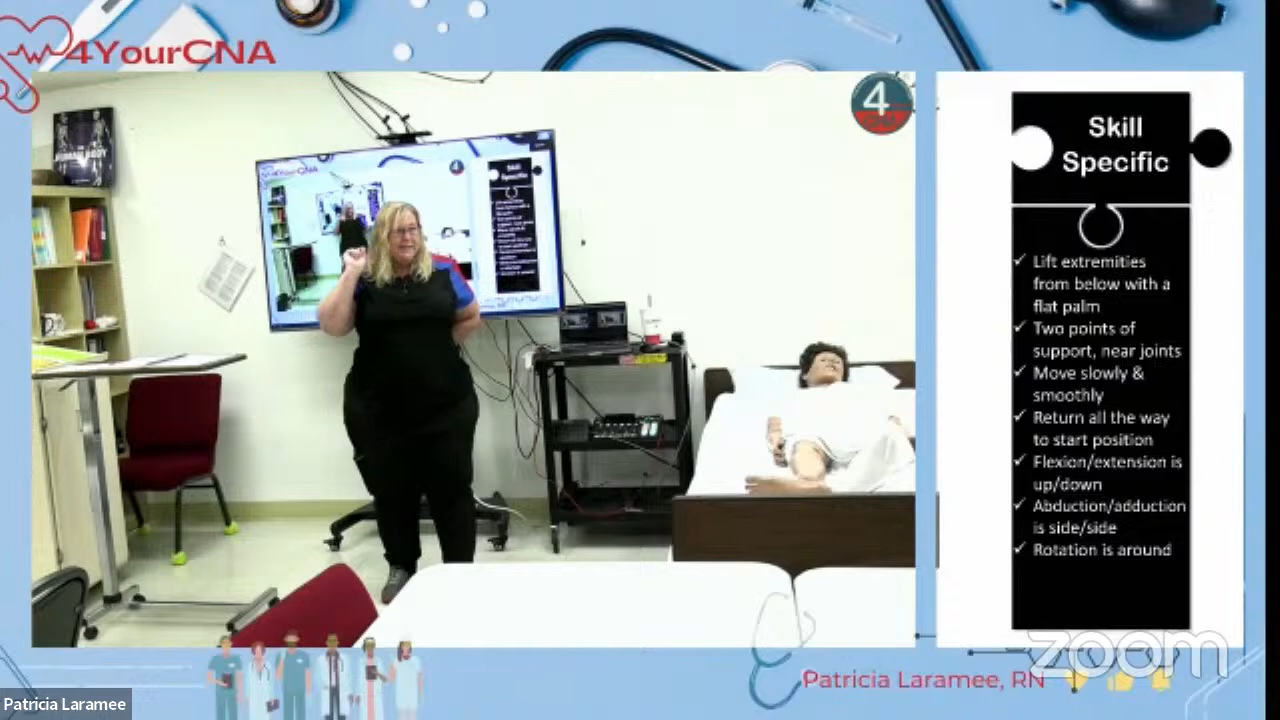 4YourCNA
4
Skill
Specific
✓ Lift extremities
from below with a
flat palm
✓ Two points of
support, near joints
✓ Move slowly &
smoothly
✓ Return all the way
to start position
✓ Flexion/extension is
up/down
✓ Abduction/adduction
is side/side
✓ Rotation is around
zoom
Patricia Laramee, RN
Patricia Laramee